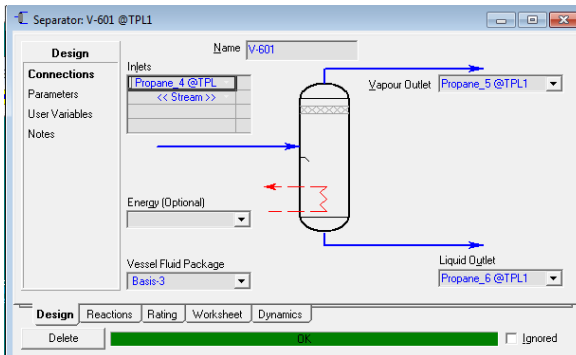 Separator: V-601 @TPL1
Design
Connections
Parameters
User Variables
Notes
Name V-601
Inlets
Propane_4 @TPL
<< Stream >>
Vapour Outlet Propane_5 @TPL1
Energy (Optional)
Vessel Fluid Package
Basis-3
Liquid Outlet
Propane_6 @TPL1
Design Reactions Rating Worksheet Dynamics
Delete OK Ignored